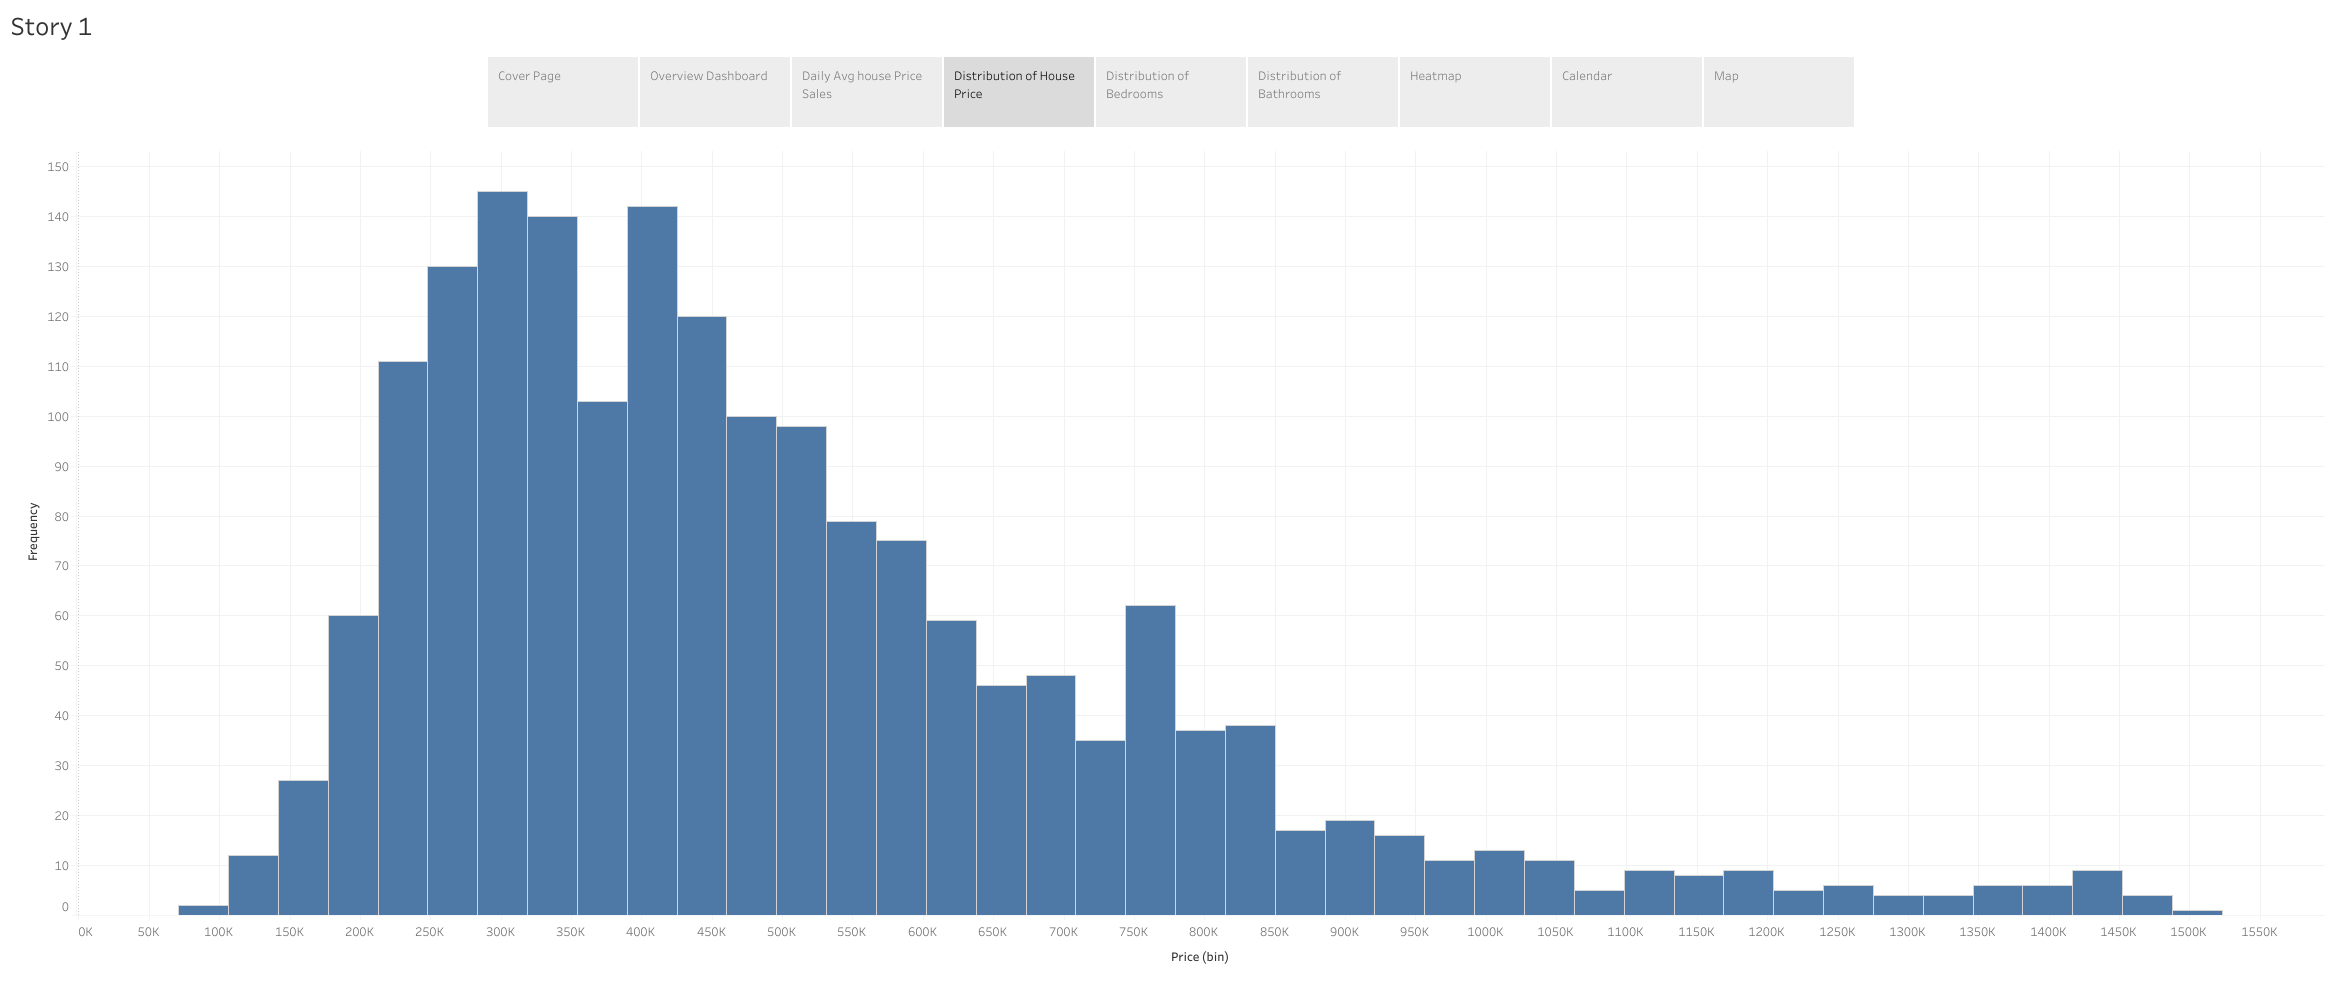 Story 1
Cover Page
Overview Dashboard
Daily Avg house Price
Sales
Distribution of House
Price
Distribution of
Bedrooms
Distribution of
Bathrooms
Heatmap
Calendar
Map
150
140
130
120
110
100
90
80
70
60
50
40
30
20
10
0
Frequency
0K 50K 100K 150K 200K 250K 300K 350K 400K 450K 500K 550K 600K 650K 700K 750K 800K 850K 900K 950K 1000K 1050K 1100K 1150K 1200K 1250K 1300K 1350K 1400K 1450K 1500K 1550K
Price (bin)